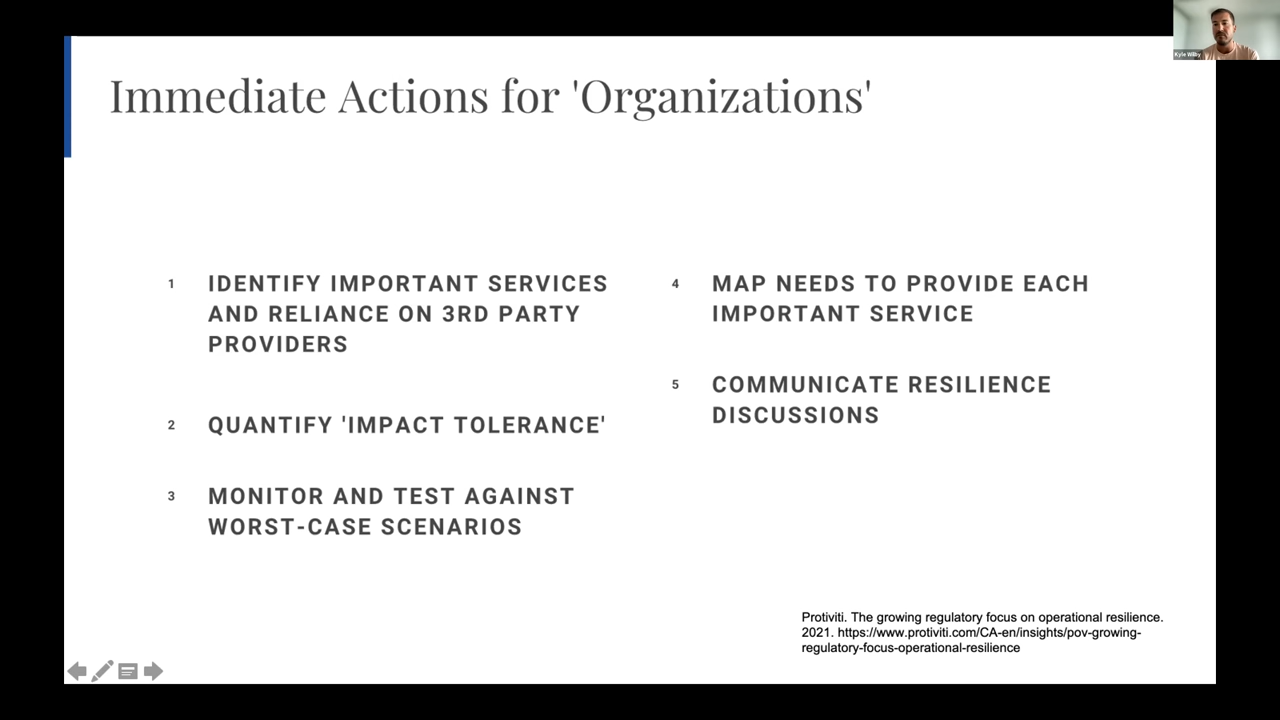 Kyle Wilby
Immediate Actions for 'Organizations'
1 IDENTIFY IMPORTANT SERVICES
AND RELIANCE ON 3RD PARTY
PROVIDERS
2 QUANTIFY 'IMPACT TOLERANCE'
3 MONITOR AND TEST AGAINST
WORST-CASE SCENARIOS
4 MAP NEEDS TO PROVIDE EACH
IMPORTANT SERVICE
5 COMMUNICATE RESILIENCE
DISCUSSIONS
Protiviti. The growing regulatory focus on operational resilience.
2021. https://www.protiviti.com/CA-en/insights/pov-growing-
regulatory-focus-operational-resilience